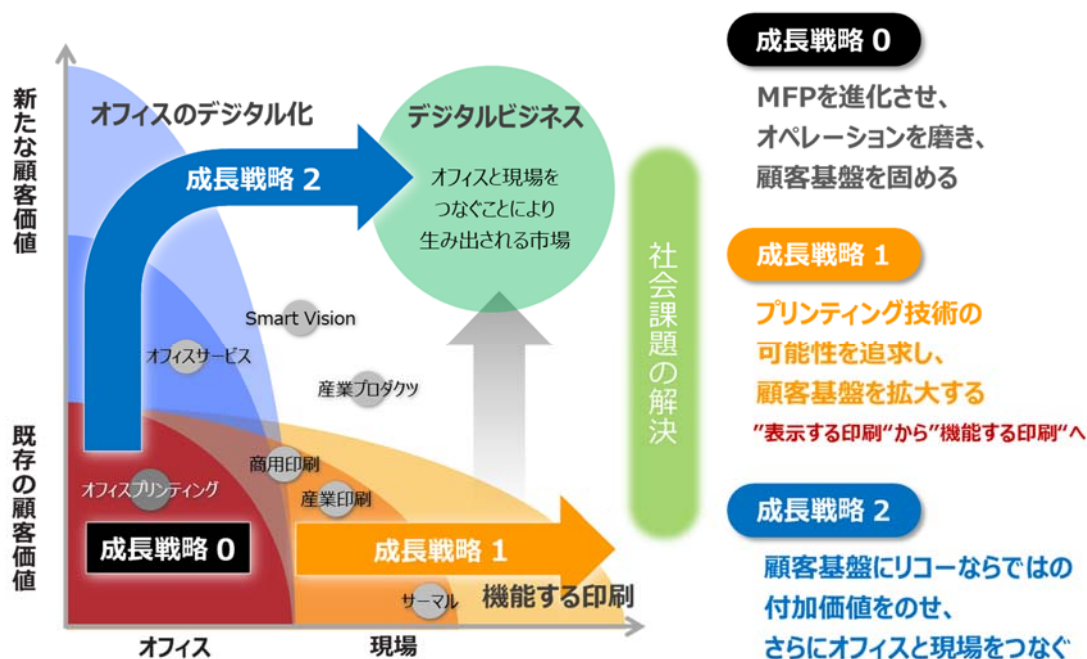 新たな顧客価値
既存の顧客価値
オフィスのデジタル化
成長戦略 2
デジタルビジネス
オフィスと現場を
つなぐことにより
生み出される市場
Smart Vision
オフィスサービス
産業プロダクツ
商用印刷
オフィスプリンティング
産業印刷
成長戦略 0
成長戦略 1
サーマル
機能する印刷
オフィス
現場
社会課題の解決
成長戦略 0
MFPを進化させ、
オペレーションを磨き、
顧客基盤を固める
成長戦略 1
プリンティング技術の
可能性を追求し、
顧客基盤を拡大する
”表示する印刷“から”機能する印刷“へ
成長戦略 2
顧客基盤にリコーならではの
付加価値をのせ、
さらにオフィスと現場をつなぐ